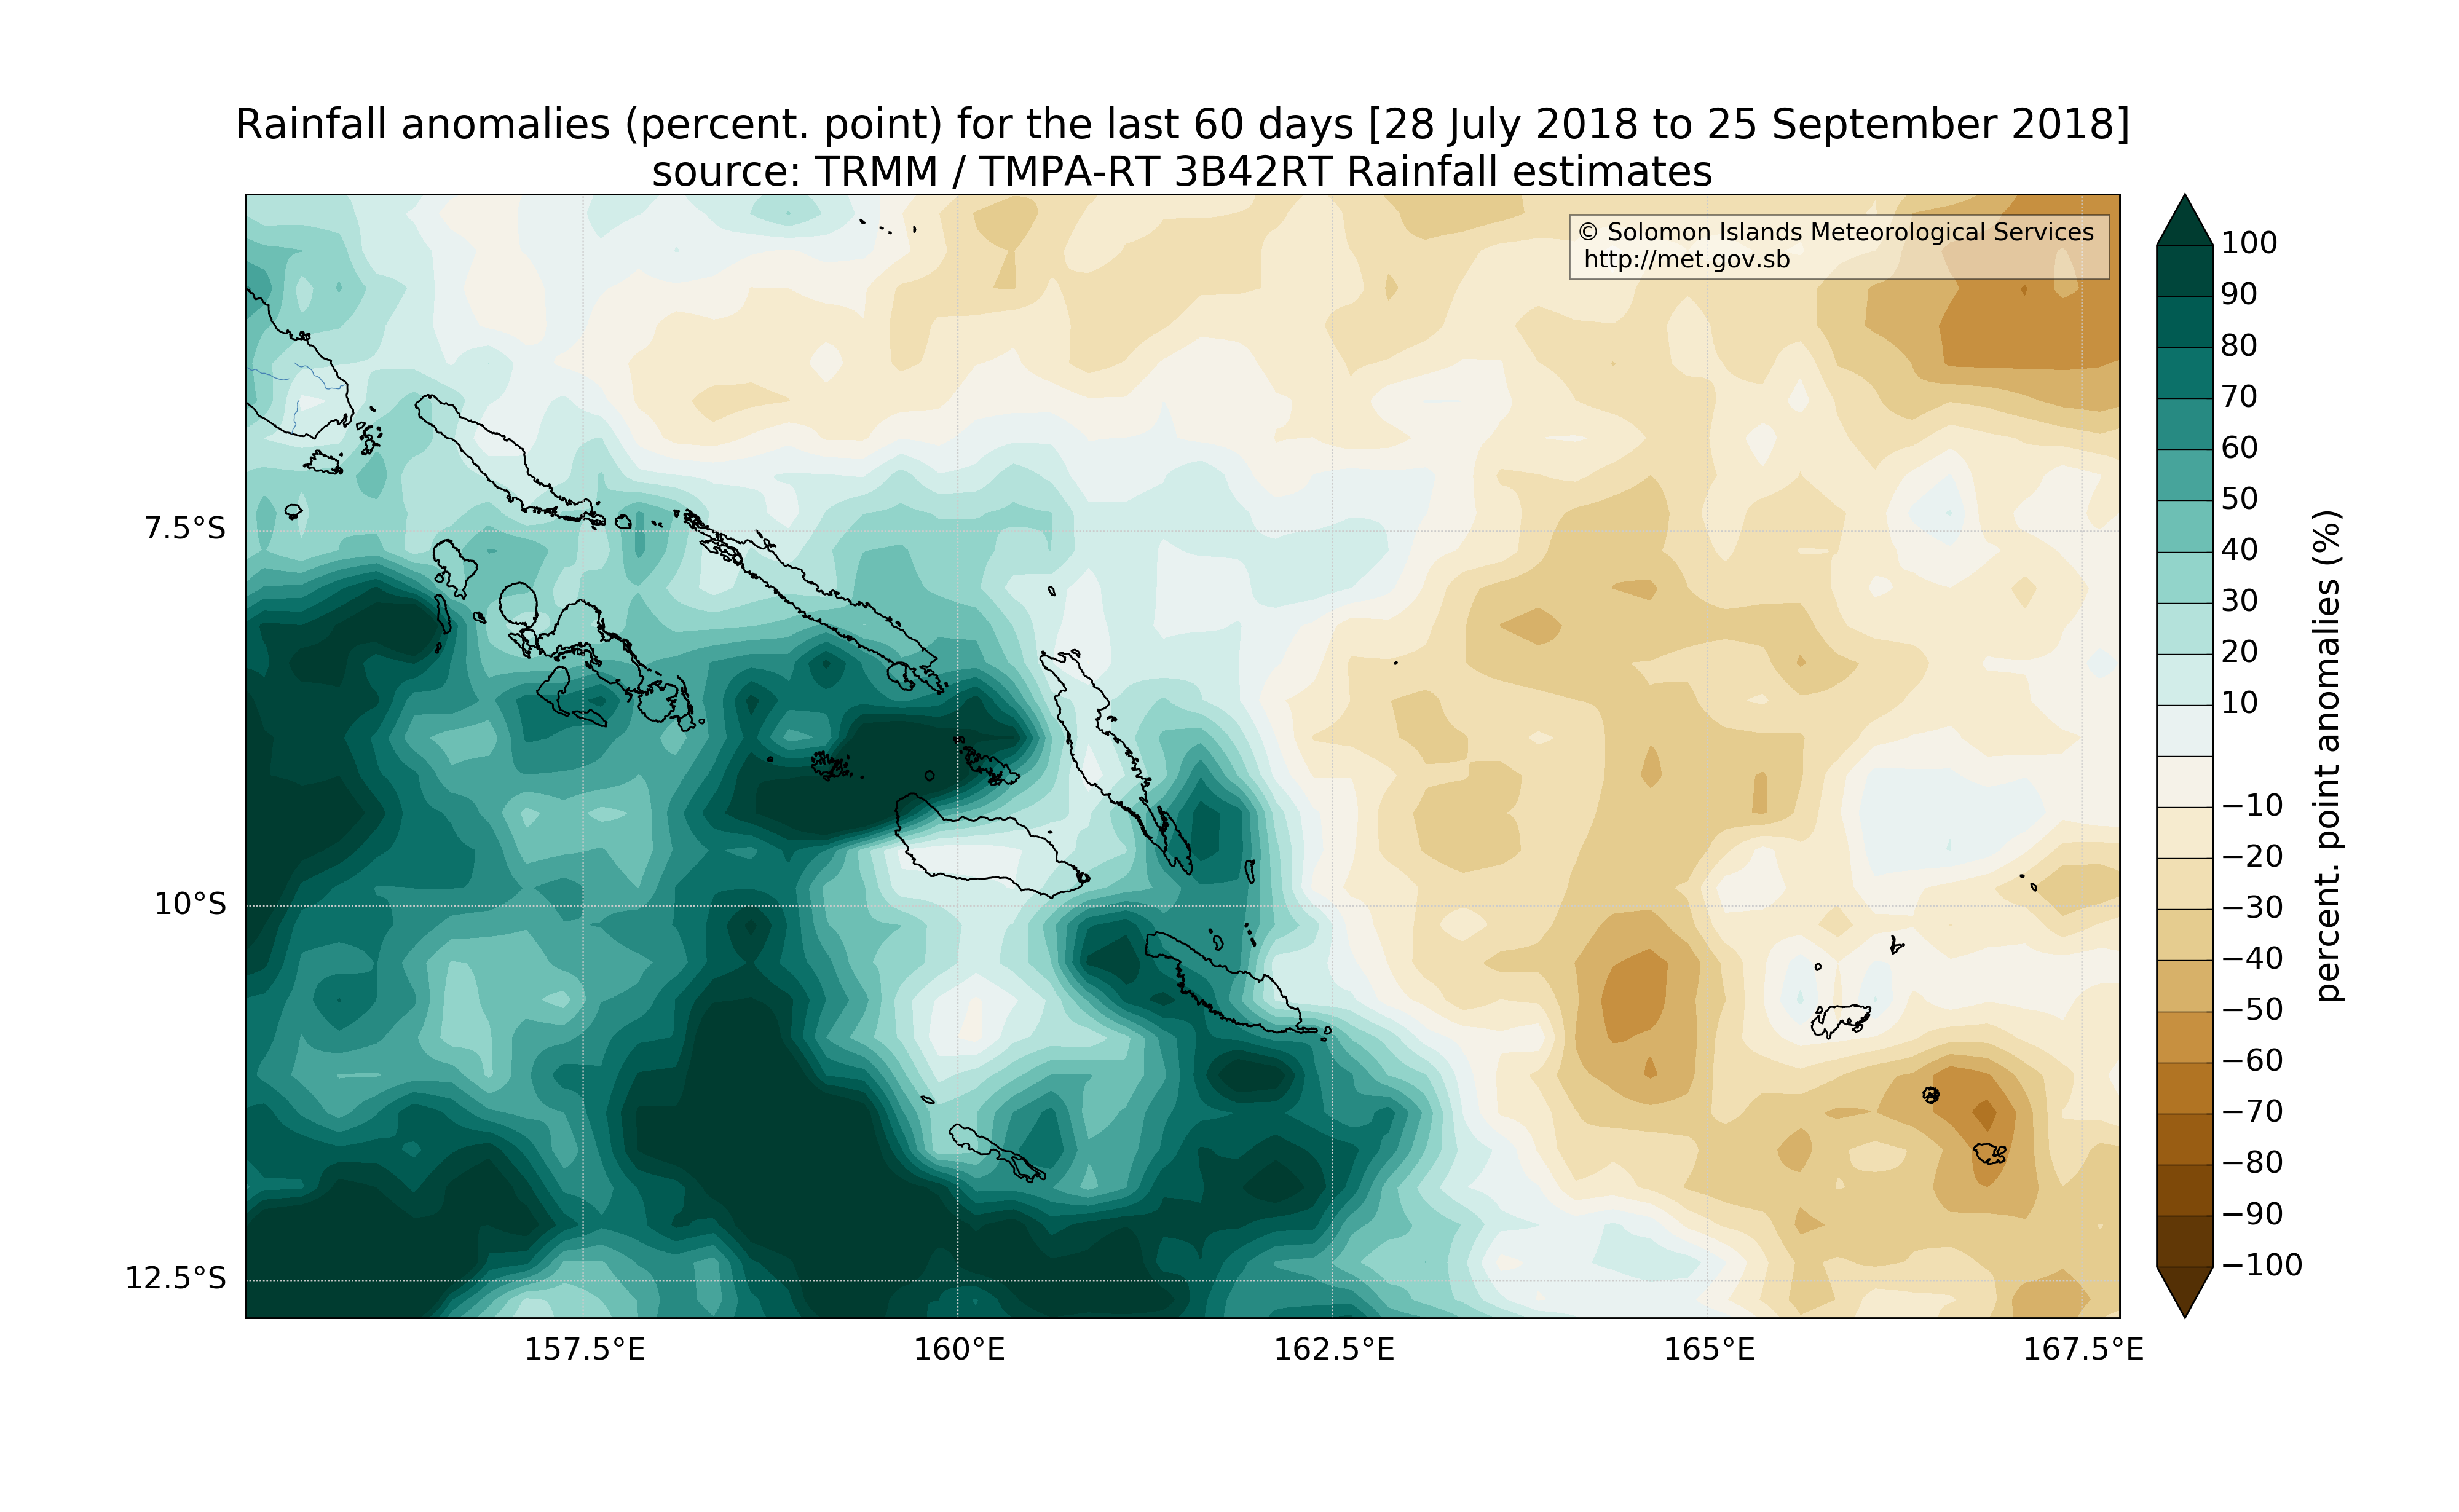 Rainfall anomalies (percent. point) for the last 60 days [28 July 2018 to 25 September 2018]
source: TRMM / TMPA-RT 3B42RT Rainfall estimates
© Solomon Islands Meteorological Services
http://met.gov.sb
7.5°S
10°S
12.5°S
157.5°E
160°E
162.5°E
165°E
167.5°E
100
90
80
70
60
50
40
30
20
10
−10
−20
−30
−40
−50
−60
−70
−80
−90
−100
percent. point anomalies (%)